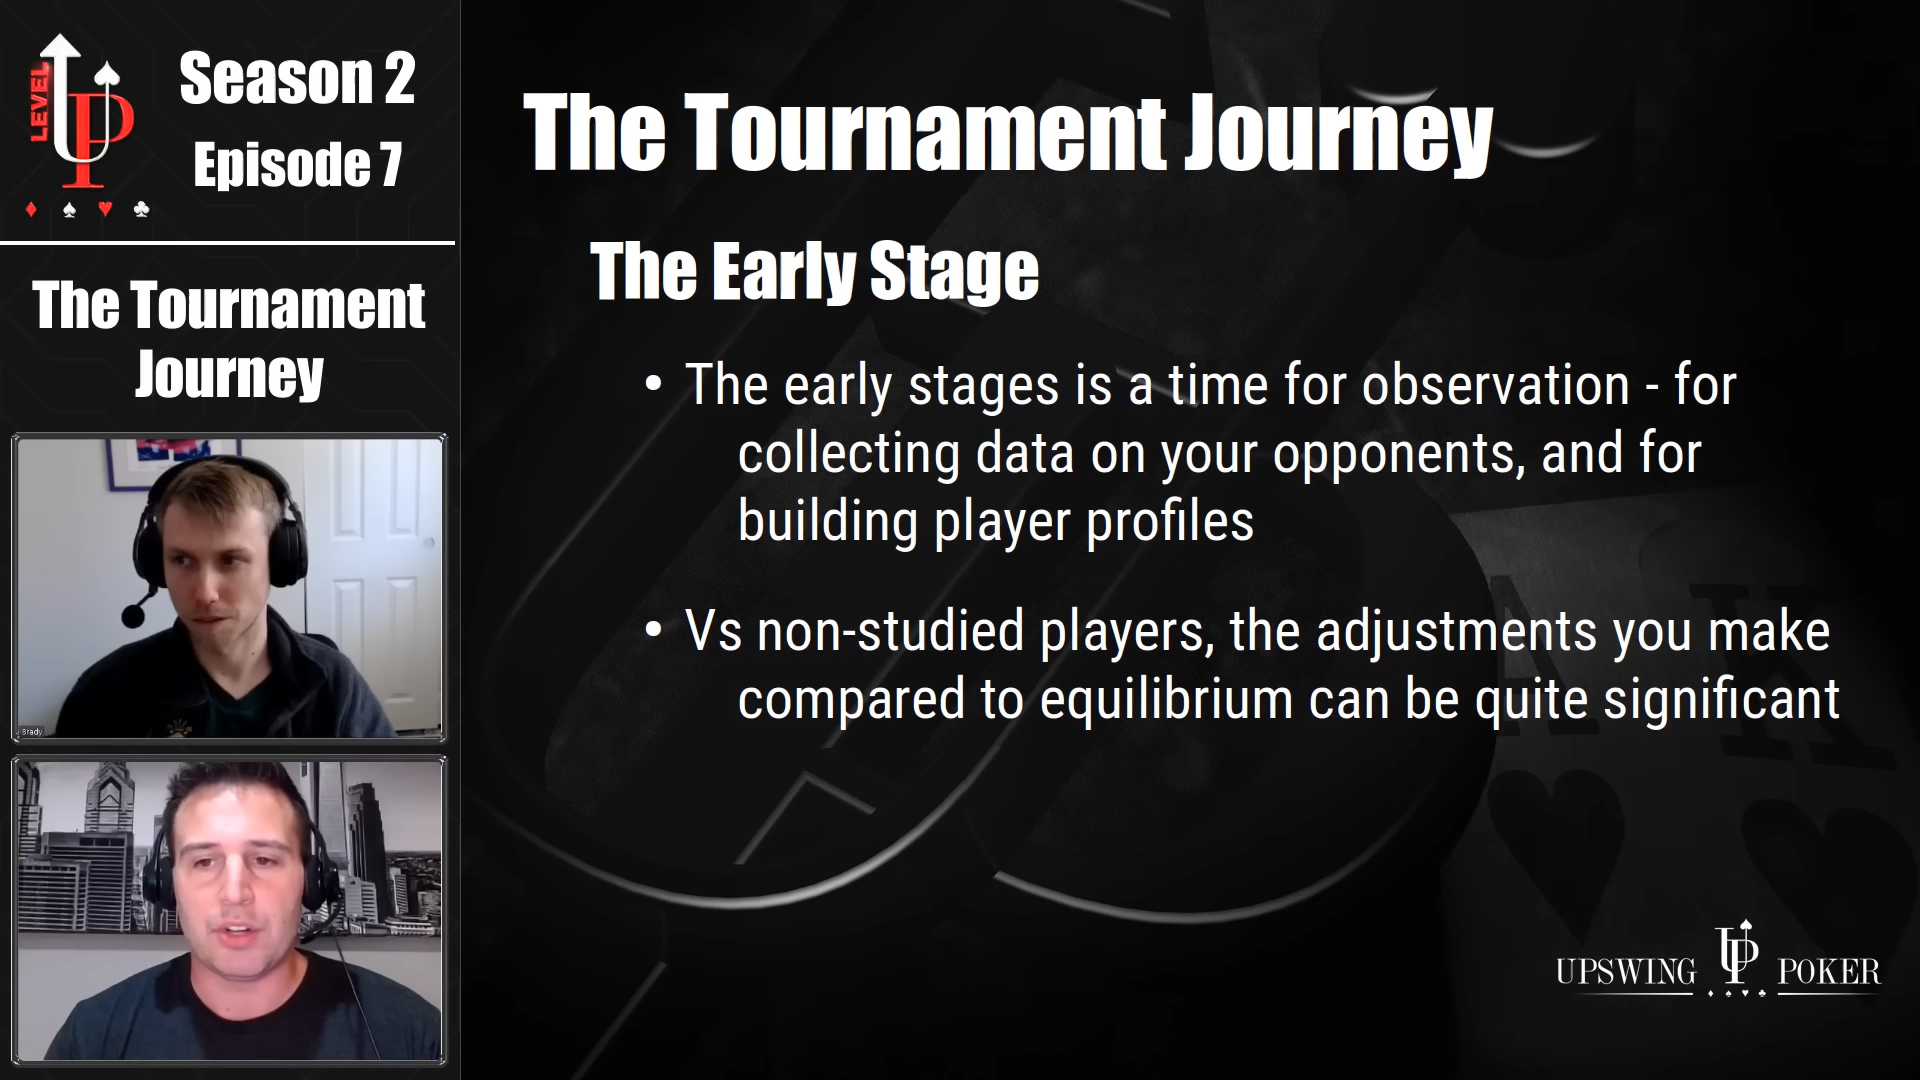 LEVEL
UP
Season 2
Episode 7
The Tournament
Journey
Brady
The Tournament Journey
The Early Stage
• The early stages is a time for observation - for
collecting data on your opponents, and for
building player profiles
• Vs non-studied players, the adjustments you make
compared to equilibrium can be quite significant
A K
UPSWING UP POKER